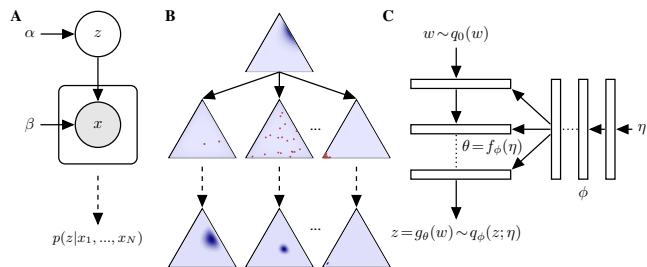 A
α
z
β
x
p(z|x₁, ..., x_N)
B
...
...
C
w ∼ q₀(w)
θ = f_ϕ(η)
η
ϕ
z = g_θ(w) ∼ q_ϕ(z; η)